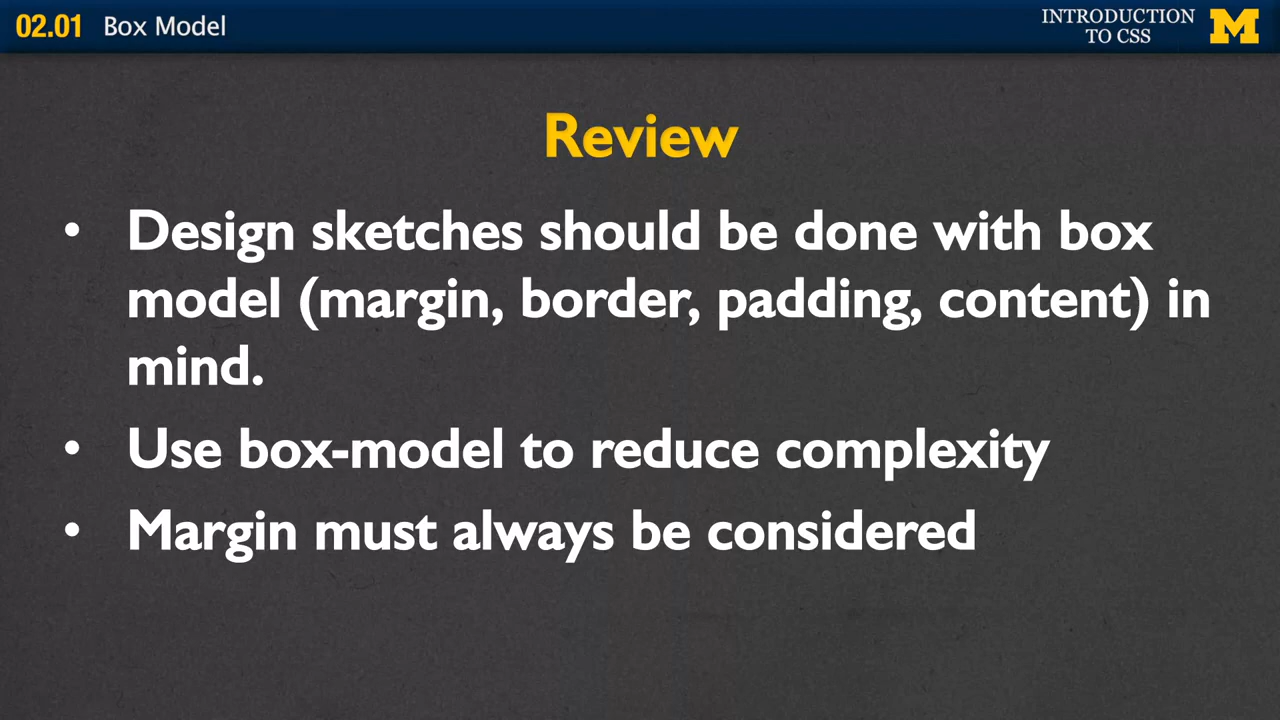 02.01 Box Model
INTRODUCTION
TO CSS
M
Review
• Design sketches should be done with box
model (margin, border, padding, content) in
mind.
• Use box-model to reduce complexity
• Margin must always be considered